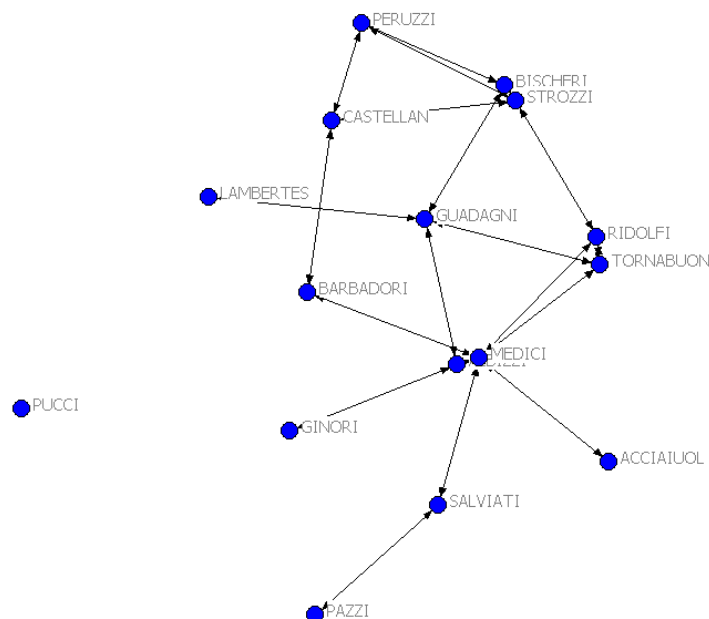 PERUZZI
BISCHERI
STROZZI
CASTELLAN
LAMBERTES
GUADAGNI
RIDOLFI
TORNABUON
BARBADORI
MEDICI
PUCCI
GINORI
ACCIAIUOL
SALVIATI
PAZZI